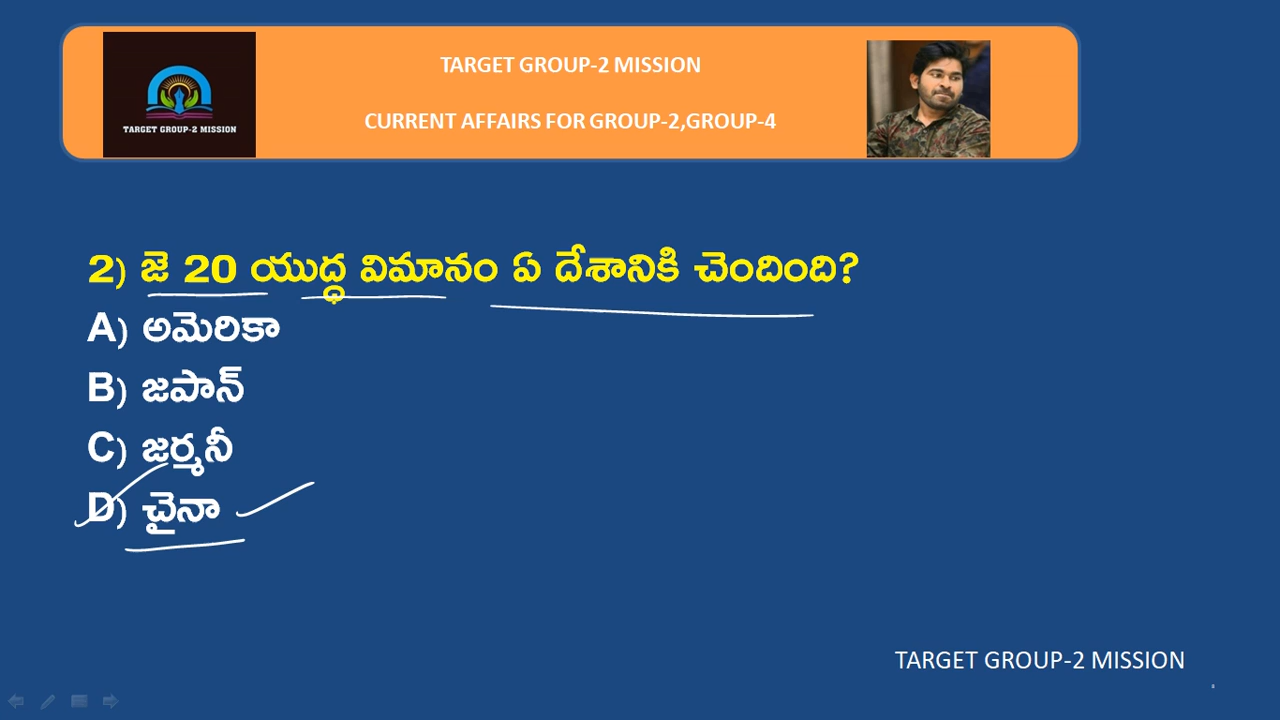 TARGET GROUP-2 MISSION
CURRENT AFFAIRS FOR GROUP-2,GROUP-4
TARGET GROUP-2 MISSION
2) జె 20 యుద్ధ విమానం ఏ దేశానికి చెందింది?
A) అమెరికా
B) జపాన్
C) జర్మనీ
D) చైనా
TARGET GROUP-2 MISSION